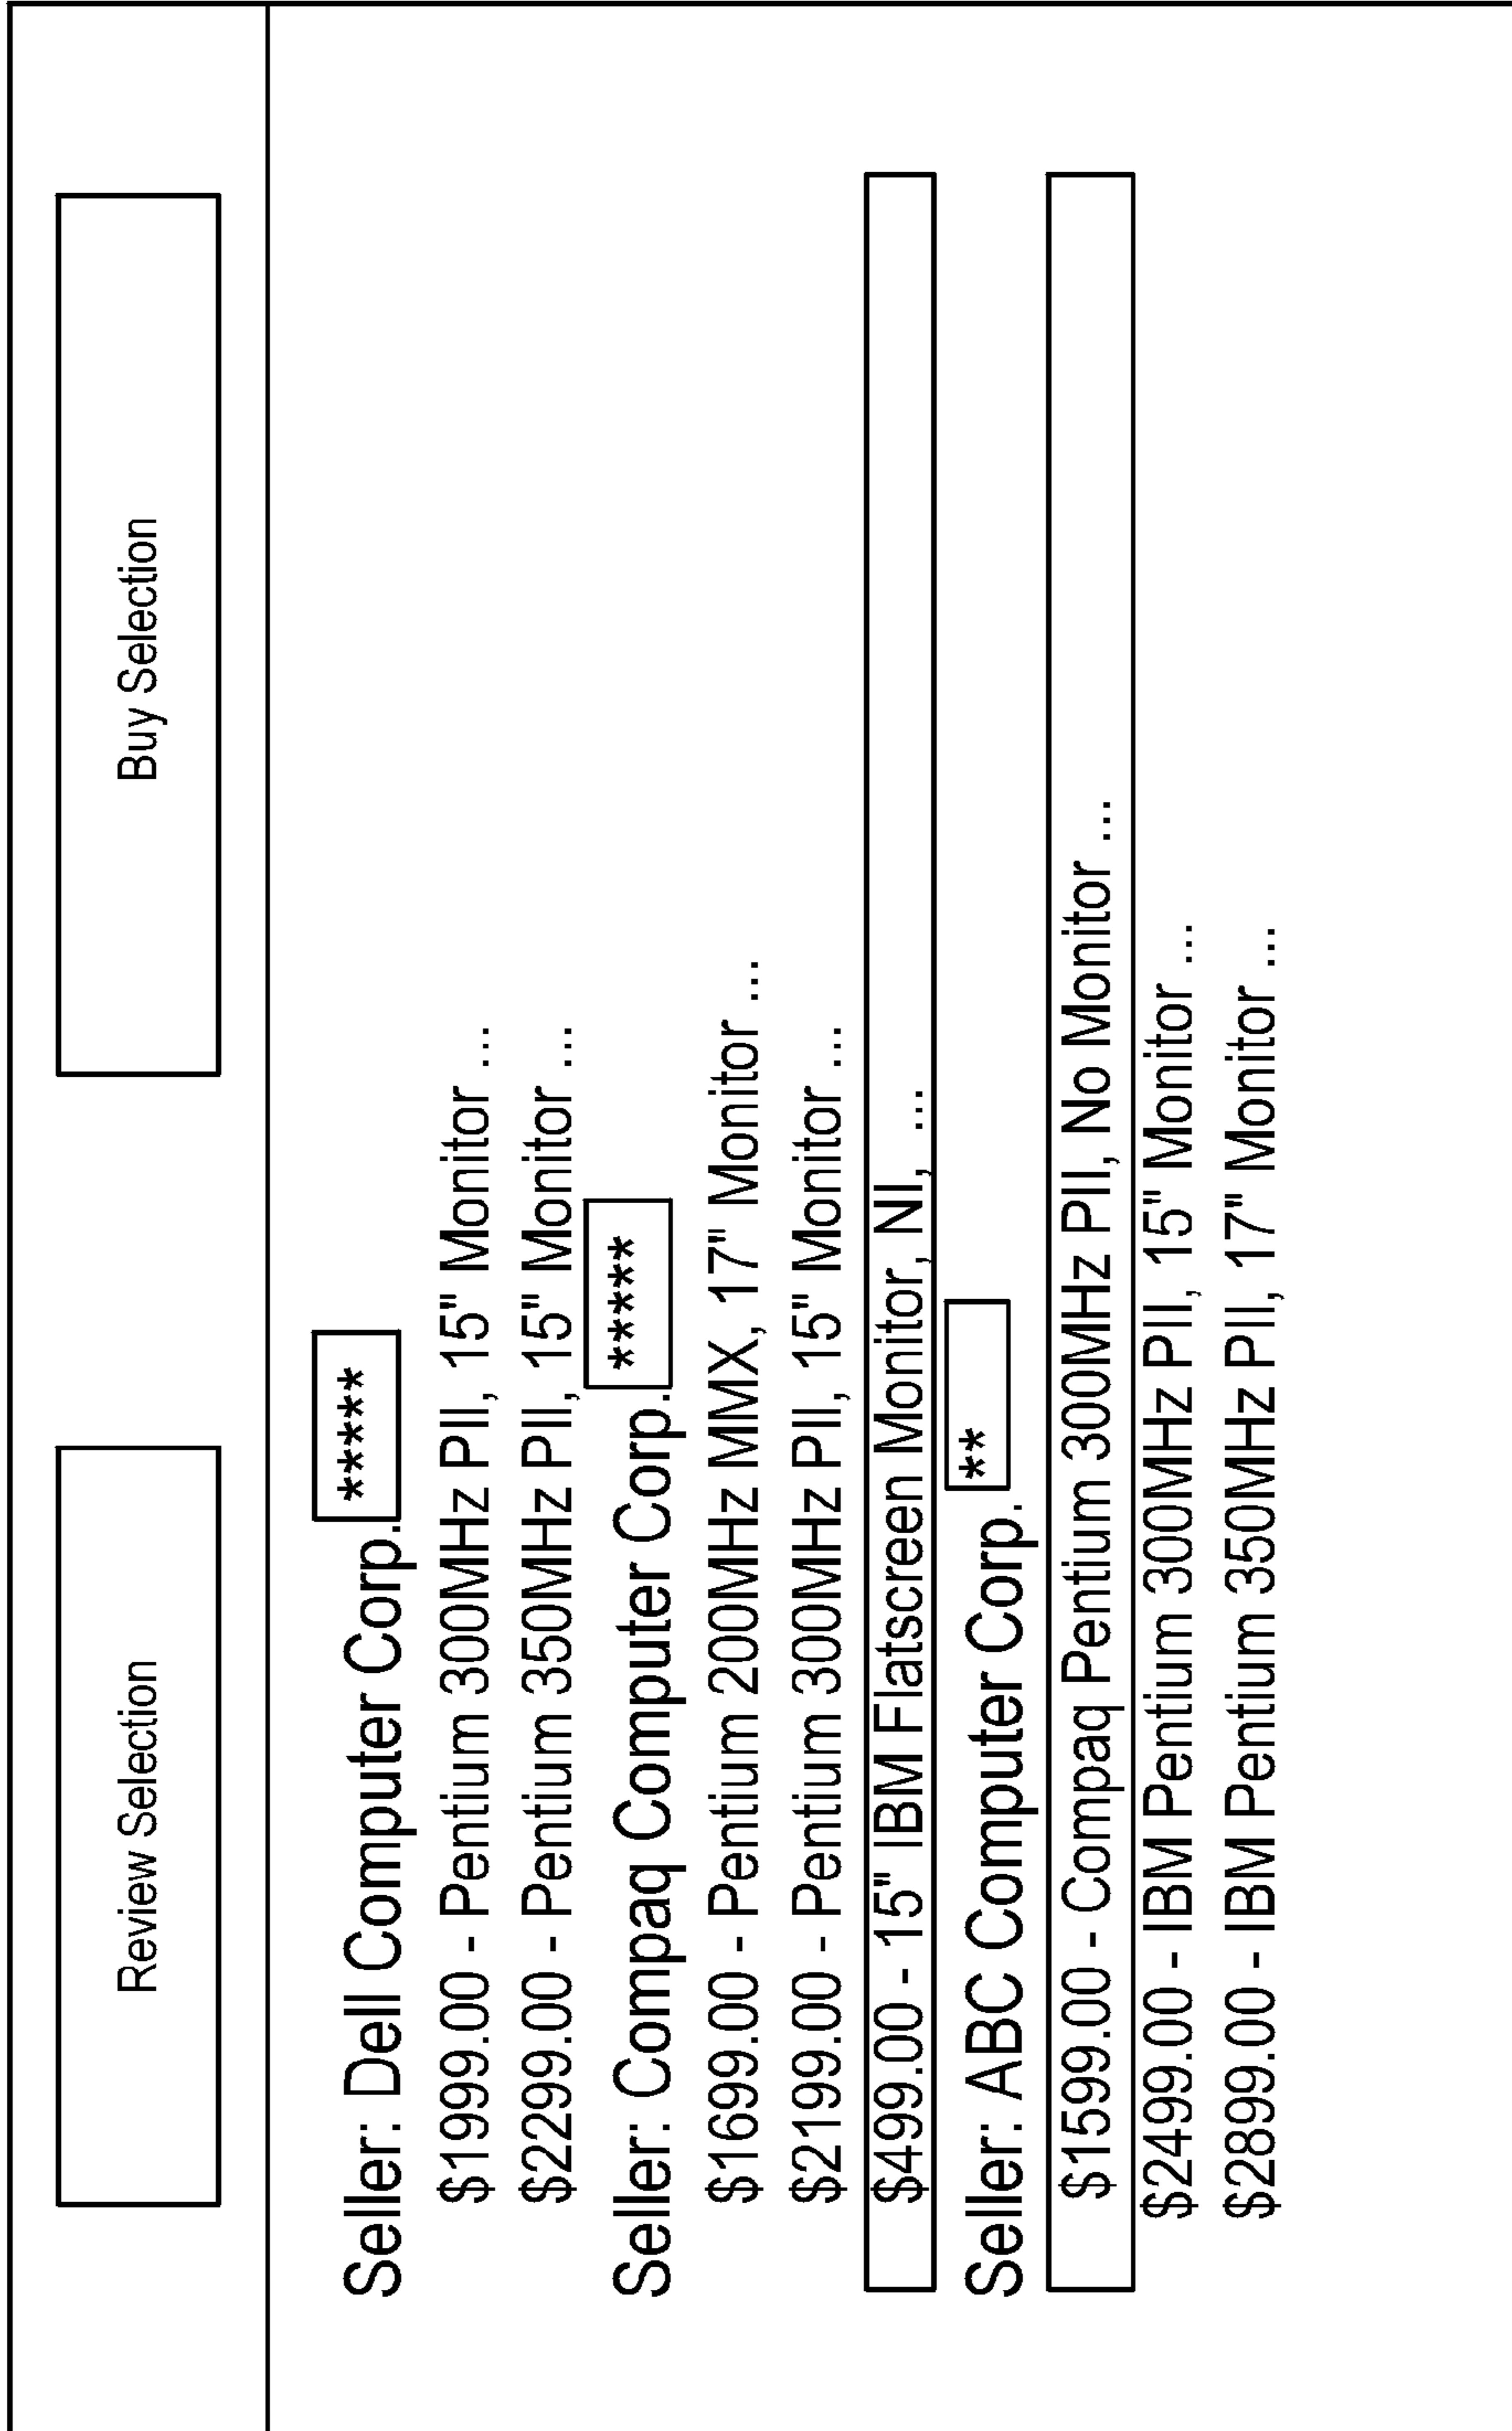 Review Selection
Buy Selection
Seller: Dell Computer Corp. *****
$1999.00 - Pentium 300MHz PII, 15" Monitor ...
$2299.00 - Pentium 350MHz PII, 15" Monitor ...
Seller: Compaq Computer Corp. *****
$1699.00 - Pentium 200MHz MMX, 17" Monitor ...
$2199.00 - Pentium 300MHz PII, 15" Monitor ...
$499.00 - 15" IBM Flatscreen Monitor, NI, ...
Seller: ABC Computer Corp. **
$1599.00 - Compaq Pentium 300MHz PII, No Monitor ...
$2499.00 - IBM Pentium 300MHz PII, 15" Monitor ...
$2899.00 - IBM Pentium 350MHz PII, 17" Monitor ...